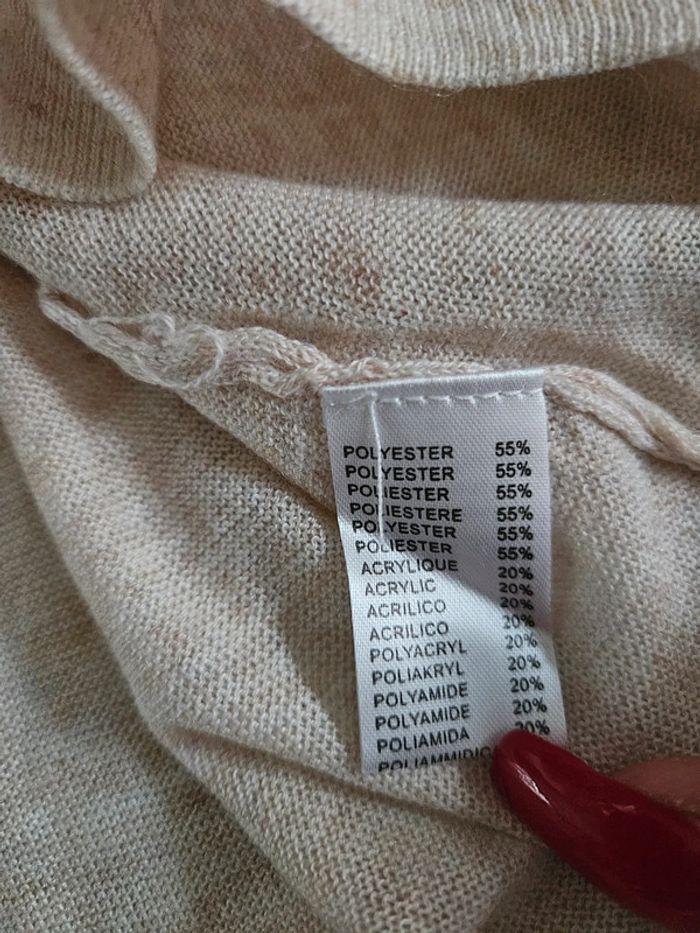 POLYESTER 55%
POLYESTER 55%
POLIESTER 55%
POLIESTERE 55%
POLYESTER 55%
POLIESTER 55%
ACRYLIQUE 20%
ACRYLIC 20%
ACRILICO 20%
ACRILICO 20%
POLYACRYL 20%
POLIAKRYL 20%
POLYAMIDE 20%
POLYAMIDE 20%
POLIAMIDA 20%